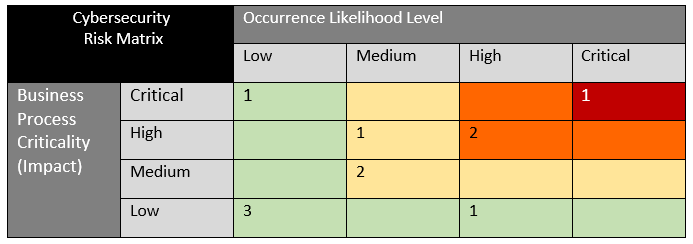 Cybersecurity
Risk Matrix
Occurrence Likelihood Level
Low Medium High Critical
Business
Process
Criticality
(Impact)
Critical 1 1
High 1 2
Medium 2
Low 3 1